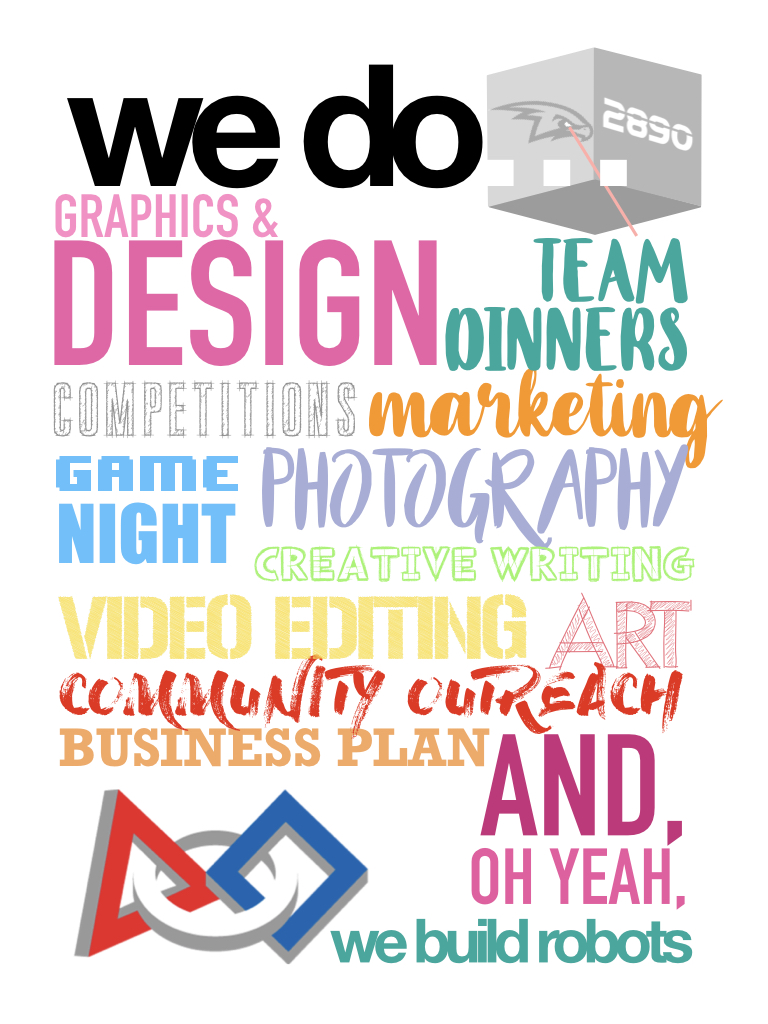 we do...
2890
GRAPHICS &
DESIGN
TEAM
DINNERS
COMPETITIONS
marketing
GAME
NIGHT
PHOTOGRAPHY
CREATIVE WRITING
VIDEO EDITING
ART
COMMUNITY OUTREACH
BUSINESS PLAN
AND,
OH YEAH,
we build robots